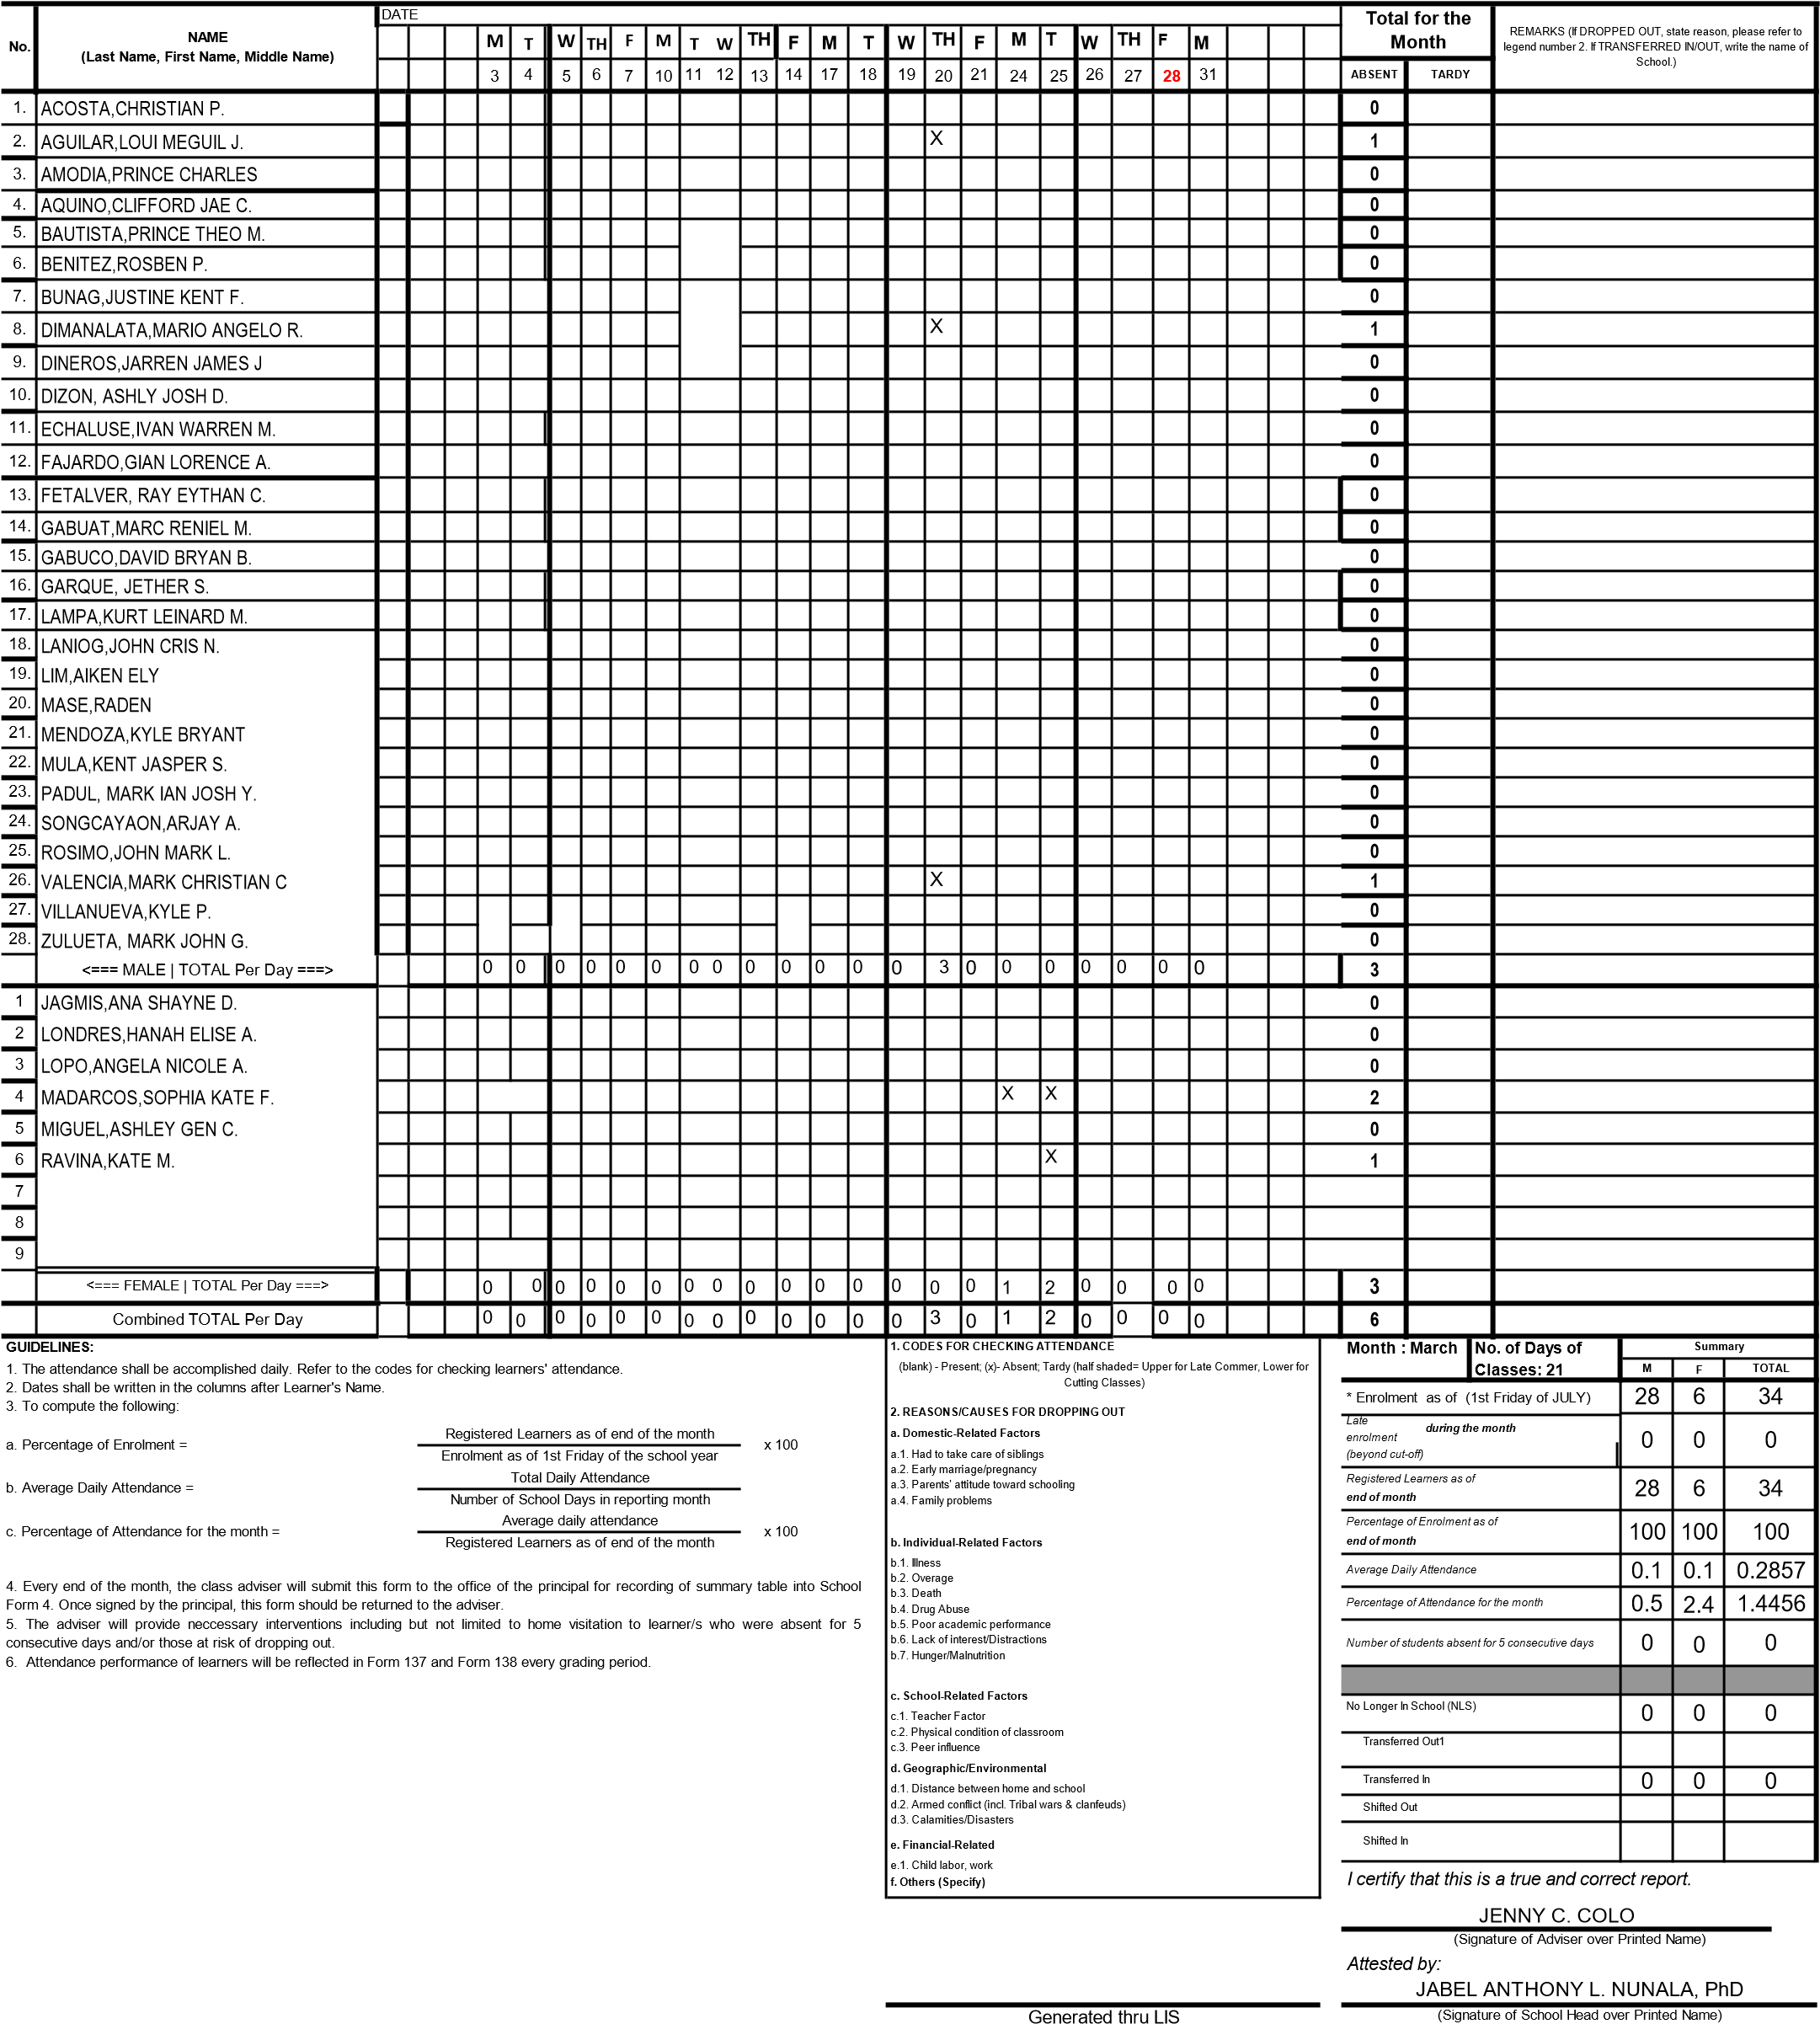 DATE
No. NAME M T W TH F M T W TH F M T W TH F M T W TH F M Total for the Month REMARKS (If DROPPED OUT, state reason, please refer to
(Last Name, First Name, Middle Name) legend number 2. If TRANSFERRED IN/OUT, write the name of
School.)
3 4 5 6 7 10 11 12 13 14 17 18 19 20 21 24 25 26 27 28 31 ABSENT TARDY
1. ACOSTA,CHRISTIAN P. 0
2. AGUILAR,LOUI MEGUIL J. X 1
3. AMODIA,PRINCE CHARLES 0
4. AQUINO,CLIFFORD JAE C. 0
5. BAUTISTA,PRINCE THEO M. 0
6. BENITEZ,ROSBEN P. 0
7. BUNAG,JUSTINE KENT F. 0
8. DIMANALATA,MARIO ANGELO R. X 1
9. DINEROS,JARREN JAMES J 0
10. DIZON, ASHLY JOSH D. 0
11. ECHALUSE,IVAN WARREN M. 0
12. FAJARDO,GIAN LORENCE A. 0
13. FETALVER, RAY EYTHAN C. 0
14. GABUAT,MARC RENIEL M. 0
15. GABUCO,DAVID BRYAN B. 0
16. GARQUE, JETHER S. 0
17. LAMPA,KURT LEINARD M. 0
18. LANIOG,JOHN CRIS N. 0
19. LIM,AIKEN ELY 0
20. MASE,RADEN 0
21. MENDOZA,KYLE BRYANT 0
22. MULA,KENT JASPER S. 0
23. PADUL, MARK IAN JOSH Y. 0
24. SONGCAYAON,ARJAY A. 0
25. ROSIMO,JOHN MARK L. 0
26. VALENCIA,MARK CHRISTIAN C X 1
27. VILLANUEVA,KYLE P. 0
28. ZULUETA, MARK JOHN G. 0
<=== MALE | TOTAL Per Day ===> 0 0 0 0 0 0 0 0 0 0 0 0 0 3 0 0 0 0 0 0 0 3
1 JAGMIS,ANA SHAYNE D. 0
2 LONDRES,HANAH ELISE A. 0
3 LOPO,ANGELA NICOLE A. 0
4 MADARCOS,SOPHIA KATE F. X X 2
5 MIGUEL,ASHLEY GEN C. 0
6 RAVINA,KATE M. X 1
7
8
9
<=== FEMALE | TOTAL Per Day ===> 0 0 0 0 0 0 0 0 0 0 0 0 0 0 0 1 2 0 0 0 0 3
Combined TOTAL Per Day 0 0 0 0 0 0 0 0 0 0 0 0 0 3 0 1 2 0 0 0 0 6
GUIDELINES:
1. The attendance shall be accomplished daily. Refer to the codes for checking learners' attendance.
2. Dates shall be written in the columns after Learner's Name.
3. To compute the following:
a. Percentage of Enrolment =
Registered Learners as of end of the month
Enrolment as of 1st Friday of the school year
x 100
b. Average Daily Attendance =
Total Daily Attendance
Number of School Days in reporting month
c. Percentage of Attendance for the month =
Average daily attendance
Registered Learners as of end of the month
x 100
4. Every end of the month, the class adviser will submit this form to the office of the principal for recording of summary table into School
Form 4. Once signed by the principal, this form should be returned to the adviser.
5. The adviser will provide neccessary interventions including but not limited to home visitation to learner/s who were absent for 5
consecutive days and/or those at risk of dropping out.
6. Attendance performance of learners will be reflected in Form 137 and Form 138 every grading period.
1. CODES FOR CHECKING ATTENDANCE
(blank) - Present; (x)- Absent; Tardy (half shaded= Upper for Late Commer, Lower for
Cutting Classes)
2. REASONS/CAUSES FOR DROPPING OUT
a. Domestic-Related Factors
a.1. Had to take care of siblings
a.2. Early marriage/pregnancy
a.3. Parents' attitude toward schooling
a.4. Family problems
b. Individual-Related Factors
b.1. Illness
b.2. Overage
b.3. Death
b.4. Drug Abuse
b.5. Poor academic performance
b.6. Lack of interest/Distractions
b.7. Hunger/Malnutrition
c. School-Related Factors
c.1. Teacher Factor
c.2. Physical condition of classroom
c.3. Peer influence
d. Geographic/Environmental
d.1. Distance between home and school
d.2. Armed conflict (incl. Tribal wars & clanfeuds)
d.3. Calamities/Disasters
e. Financial-Related
e.1. Child labor, work
f. Others (Specify)
Generated thru LIS
Month : March No. of Days of Summary
Classes: 21 M F TOTAL
* Enrolment as of (1st Friday of JULY) 28 6 34
Late
enrolment during the month
(beyond cut-off) 0 0 0
Registered Learners as of
end of month 28 6 34
Percentage of Enrolment as of
end of month 100 100 100
Average Daily Attendance 0.1 0.1 0.2857
Percentage of Attendance for the month 0.5 2.4 1.4456
Number of students absent for 5 consecutive days 0 0 0
No Longer In School (NLS) 0 0 0
Transferred Out1
Transferred In 0 0 0
Shifted Out
Shifted In
I certify that this is a true and correct report.
JENNY C. COLO
(Signature of Adviser over Printed Name)
Attested by:
JABEL ANTHONY L. NUNALA, PhD
(Signature of School Head over Printed Name)